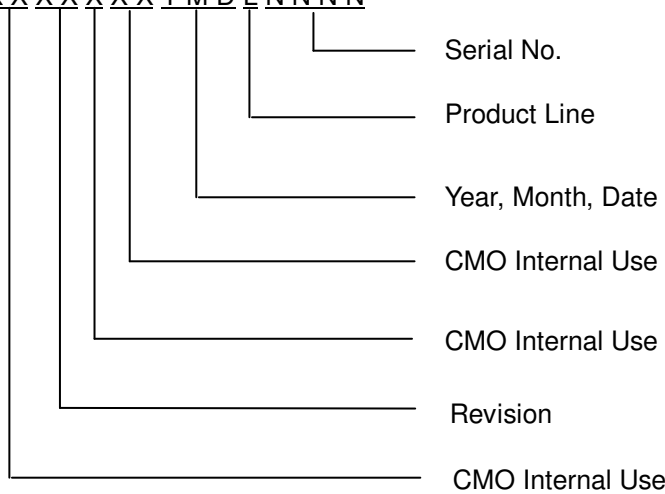 X X X X X X Y M D L N N N N
Serial No.
Product Line
Year, Month, Date
CMO Internal Use
CMO Internal Use
Revision
CMO Internal Use